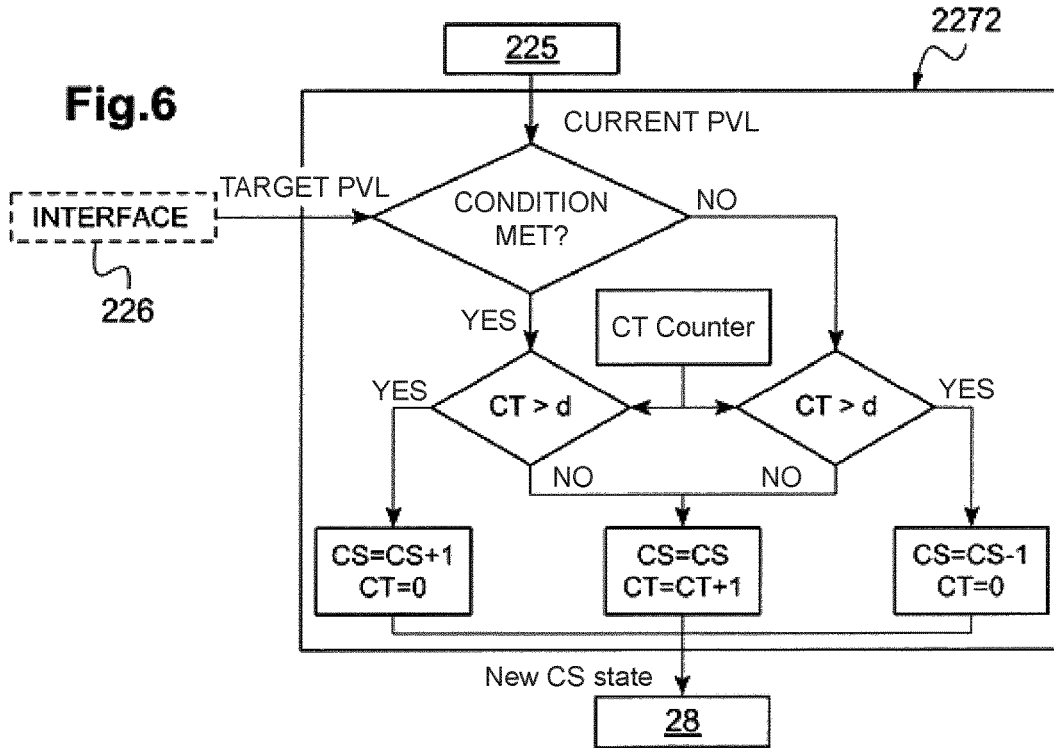 2272
225
Fig.6
CURRENT PVL
TARGET PVL
INTERFACE
226
CONDITION
MET?
NO
YES
CT Counter
YES
CT > d
CT > d
YES
NO
NO
CS=CS+1
CT=0
CS=CS
CT=CT+1
CS=CS-1
CT=0
New CS state
28